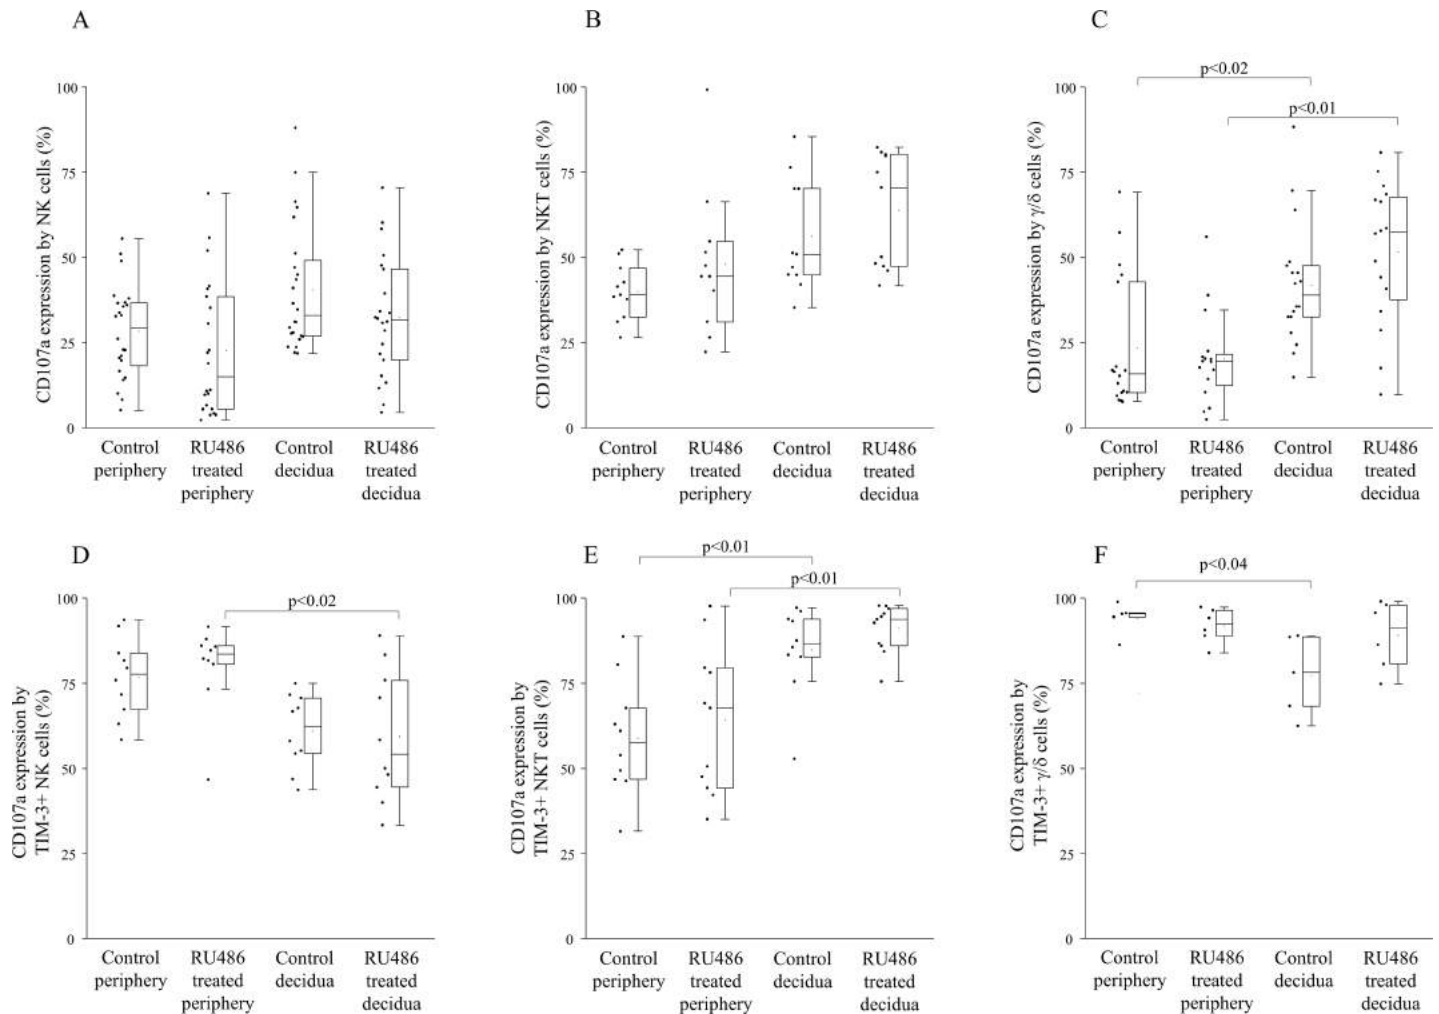 A
CD107a expression by NK cells (%)
100
75
50
25
0
Control periphery
RU486 treated periphery
Control decidua
RU486 treated decidua
B
CD107a expression by NKT cells (%)
100
75
50
25
0
Control periphery
RU486 treated periphery
Control decidua
RU486 treated decidua
C
p<0.02
p<0.01
CD107a expression by γ/δ cells (%)
100
75
50
25
0
Control periphery
RU486 treated periphery
Control decidua
RU486 treated decidua
D
p<0.02
CD107a expression by
TIM-3+ NK cells (%)
100
75
50
25
0
Control periphery
RU486 treated periphery
Control decidua
RU486 treated decidua
E
p<0.01
p<0.01
CD107a expression by
TIM-3+ NKT cells (%)
100
75
50
25
0
Control periphery
RU486 treated periphery
Control decidua
RU486 treated decidua
F
p<0.04
CD107a expression by
TIM-3+ γ/δ cells (%)
100
75
50
25
0
Control periphery
RU486 treated periphery
Control decidua
RU486 treated decidua